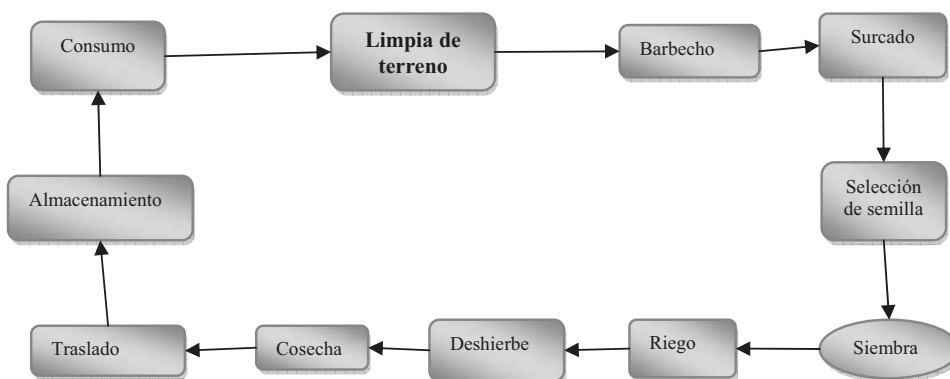 Consumo
Limpia de
terreno
Barbecho
Surcado
Selección
de semilla
Siembra
Riego
Deshierbe
Cosecha
Traslado
Almacenamiento